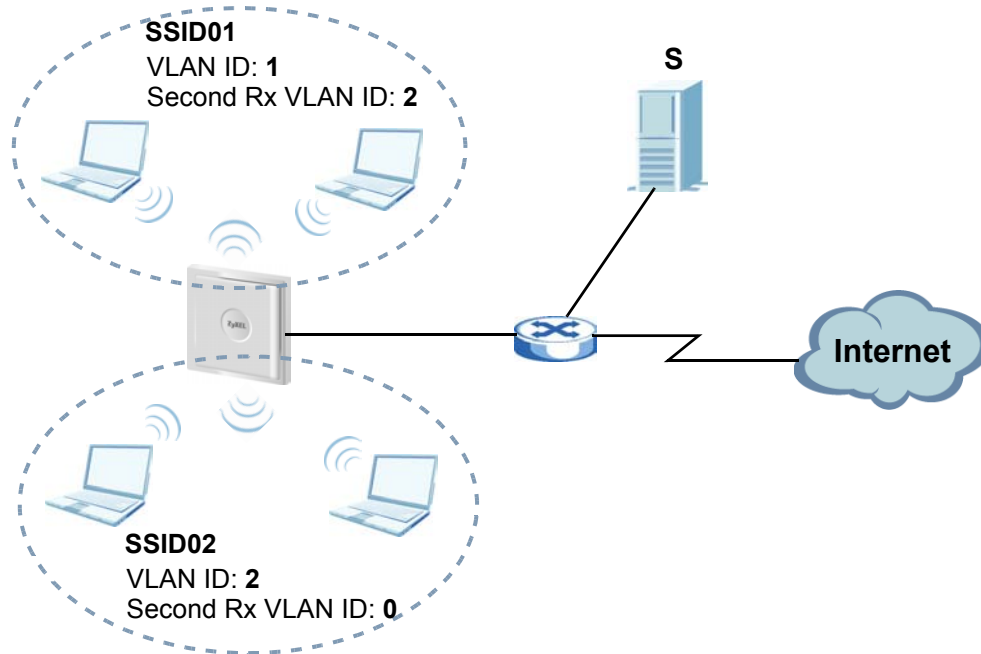 SSID01
VLAN ID: 1
Second Rx VLAN ID: 2
S
ZyXEL
Internet
SSID02
VLAN ID: 2
Second Rx VLAN ID: 0